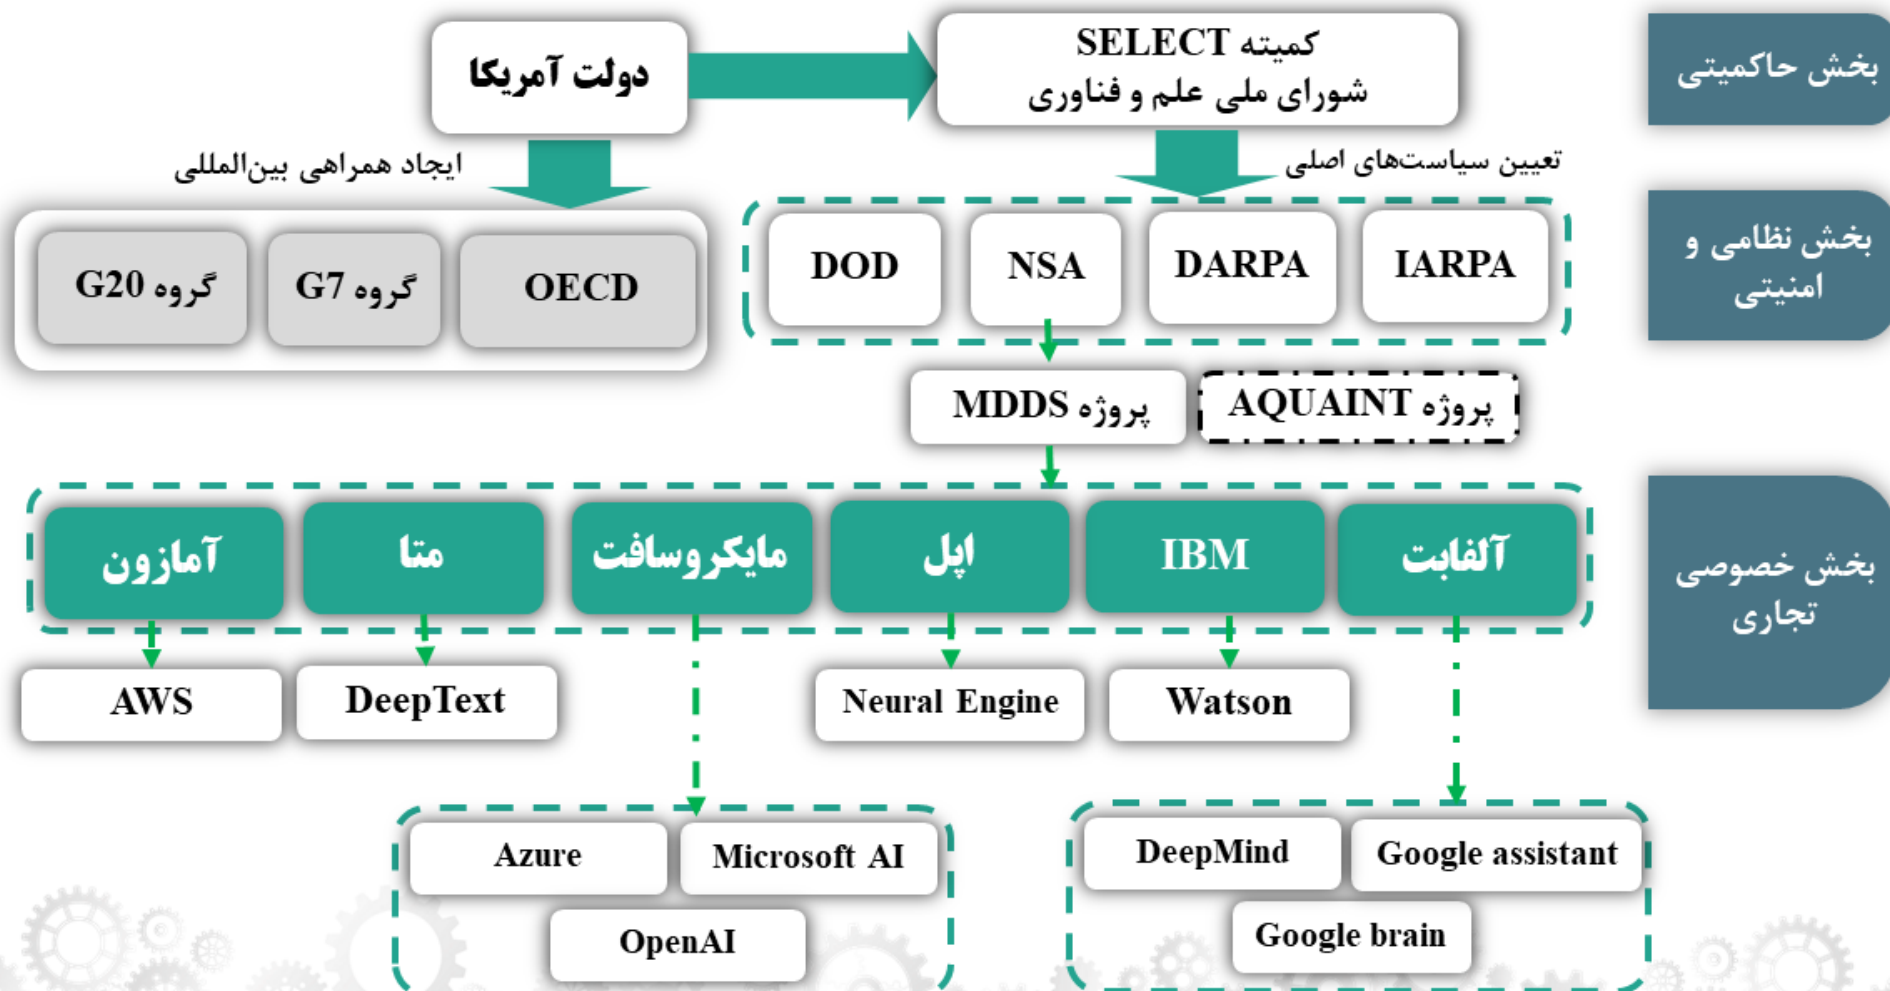 دولت آمریکا
کمیته SELECT
شورای ملی علم و فناوری
بخش حاکمیتی
ایجاد همراهی بین‌المللی
تعیین سیاست‌های اصلی
گروه G20
گروه G7
OECD
DOD
NSA
DARPA
IARPA
بخش نظامی و
امنیتی
پروژه MDDS
پروژه AQUAINT
آمازون
متا
مایکروسافت
اپل
IBM
آلفابت
بخش خصوصی
تجاری
AWS
DeepText
Neural Engine
Watson
Azure
Microsoft AI
OpenAI
DeepMind
Google assistant
Google brain